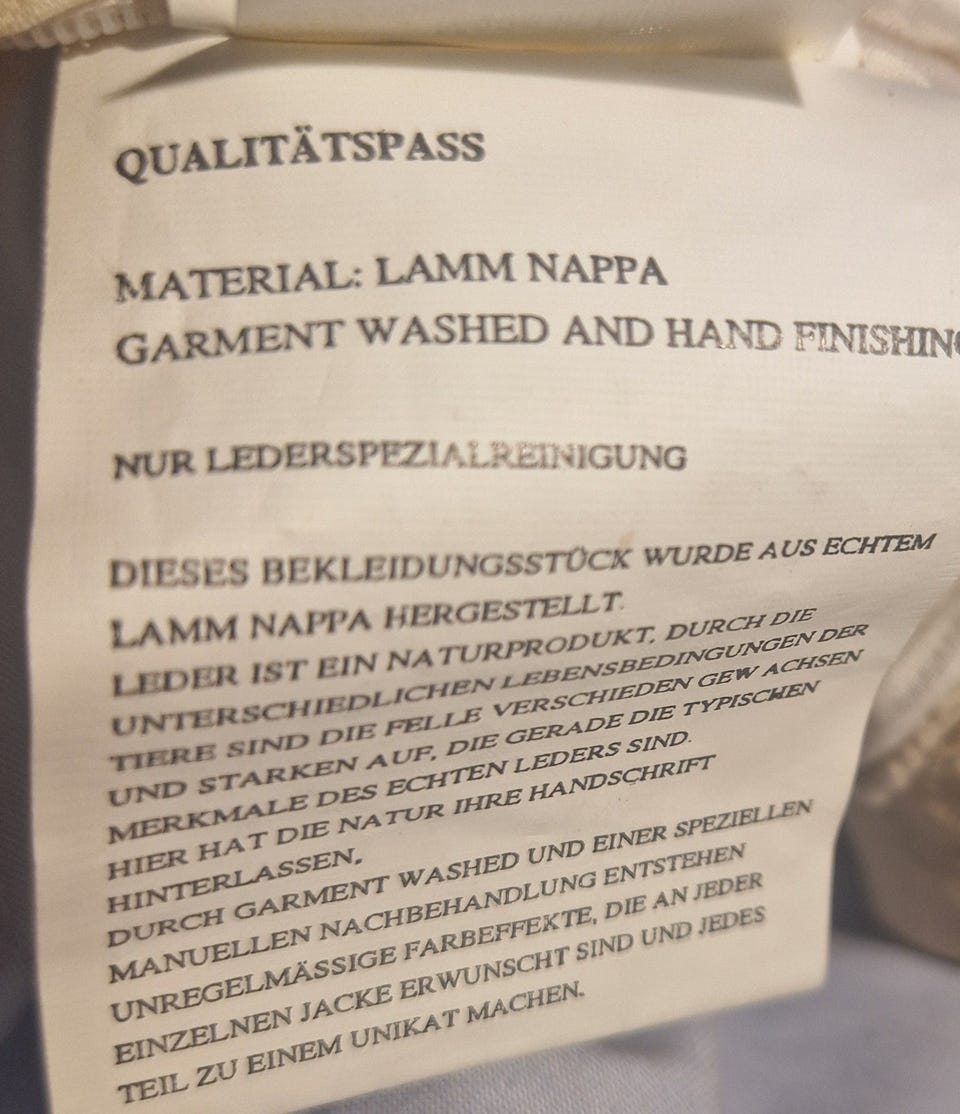 QUALITÄTSPASS
MATERIAL: LAMM NAPPA
GARMENT WASHED AND HAND FINISHING
NUR LEDERSPEZIALREINIGUNG
DIESES BEKLEIDUNGSSTÜCK WURDE AUS ECHTEM
LAMM NAPPA HERGESTELLT.
LEDER IST EIN NATURPRODUKT, DURCH DIE
UNTERSCHIEDLICHEN LEBENSBEDINGUNGEN DER
TIERE SIND DIE FELLE VERSCHIEDEN GEW ACHSEN
UND STARKEN AUF, DIE GERADE DIE TYPISCHEN
MERKMALE DES ECHTEN LEDERS SIND.
HIER HAT DIE NATUR IHRE HANDSCHRIFT
HINTERLASSEN,
DURCH GARMENT WASHED UND EINER SPEZIELLEN
MANUELLEN NACHBEHANDLUNG ENTSTEHEN
UNREGELMÄSSIGE FARBEFFEKTE, DIE AN JEDER
EINZELNEN JACKE ERWUNSCHT SIND UND JEDES
TEIL ZU EINEM UNIKAT MACHEN.